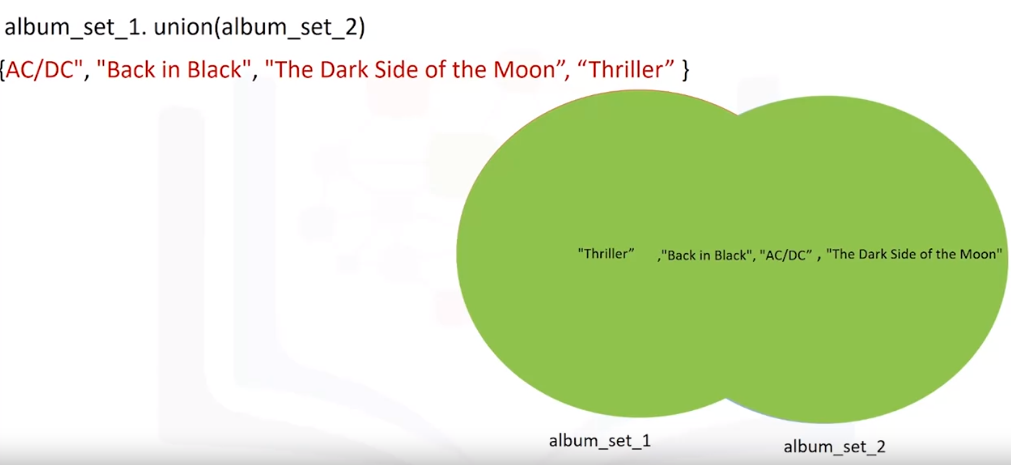 album_set_1. union(album_set_2)
{AC/DC", "Back in Black", "The Dark Side of the Moon”, “Thriller” }
"Thriller” ,"Back in Black", "AC/DC” , "The Dark Side of the Moon"
album_set_1
album_set_2